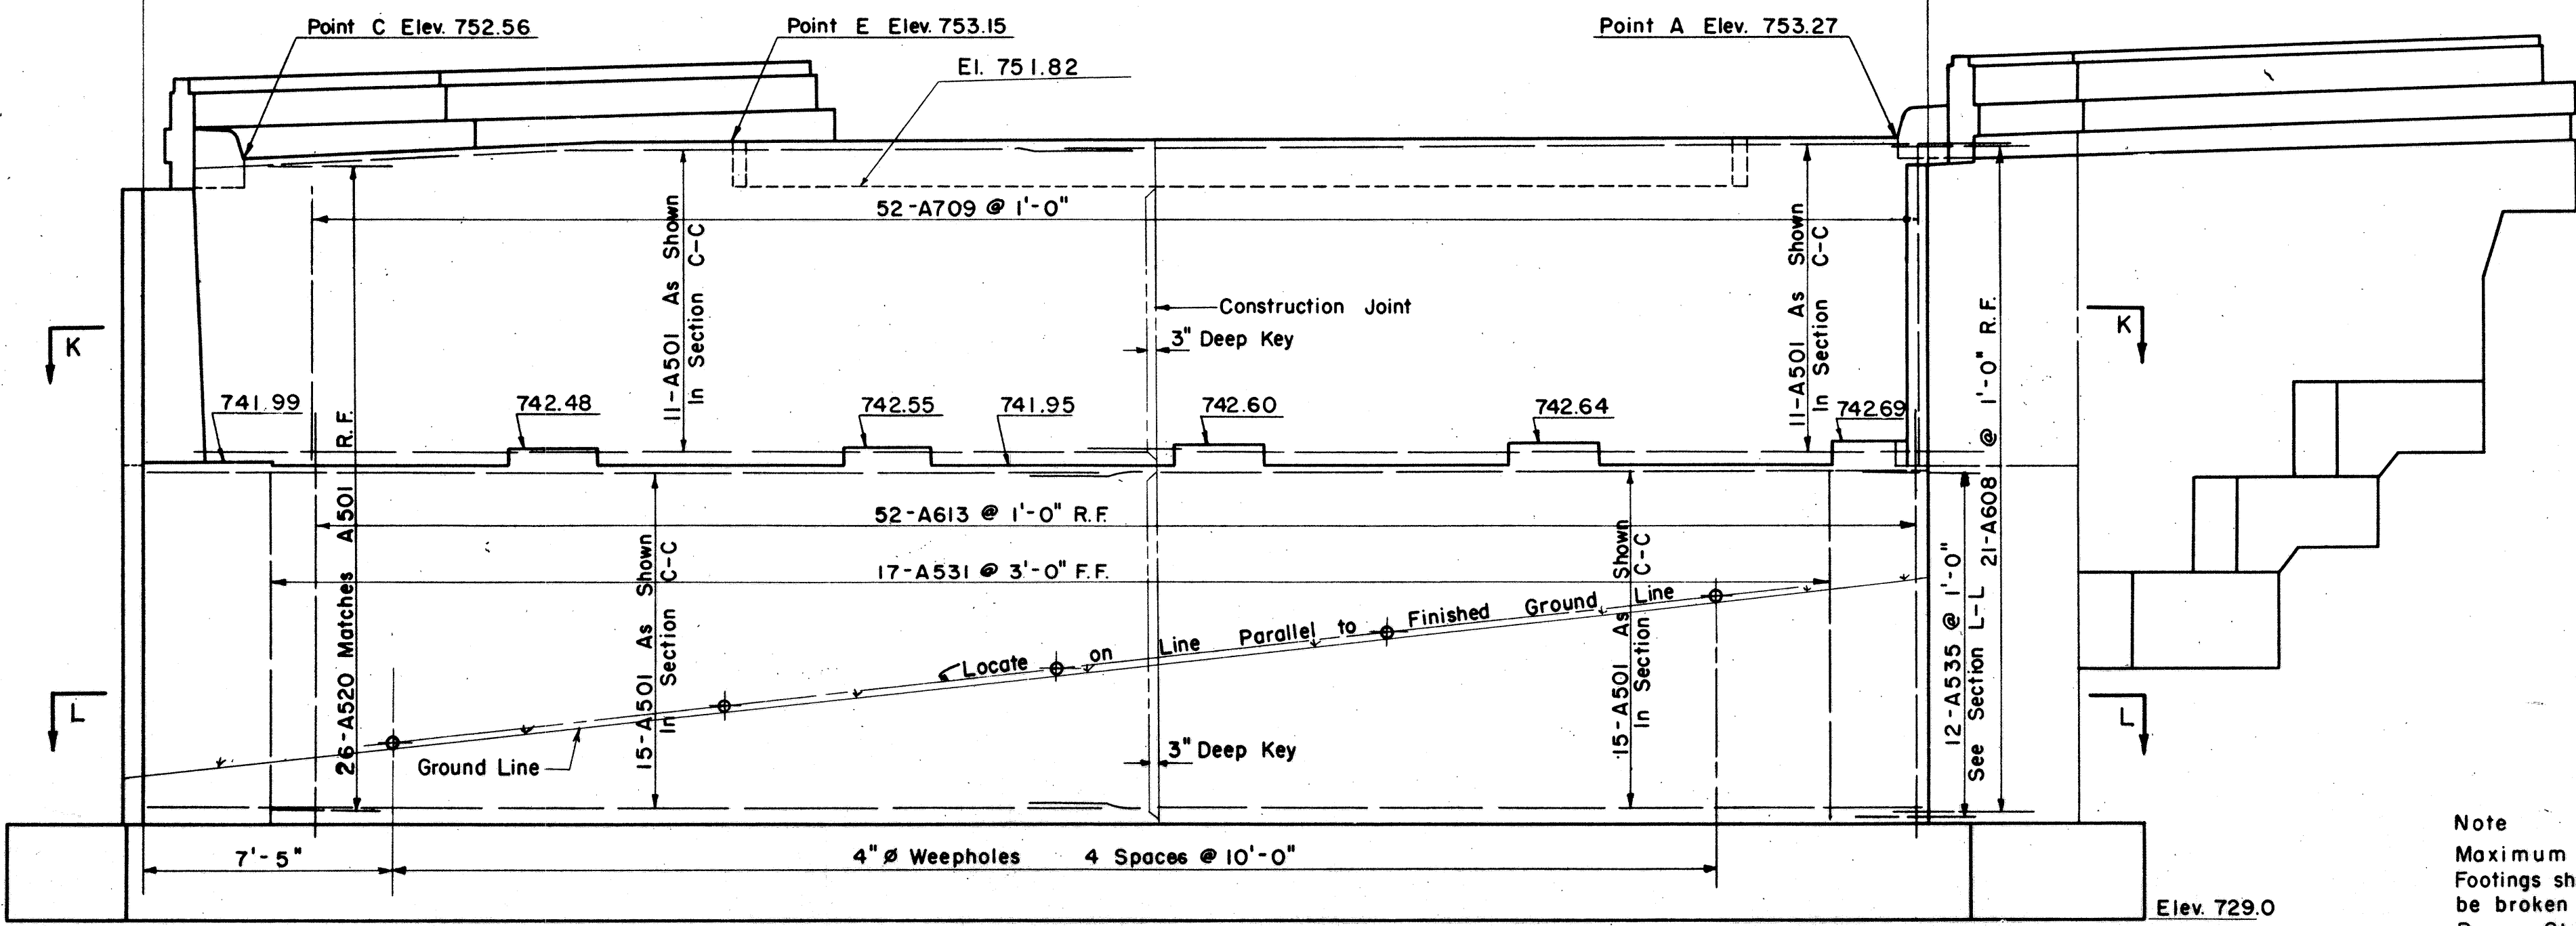 Point C Elev. 752.56
Point E Elev. 753.15
Point A Elev. 753.27
El. 751.82
52-A709 @ 1'-0"
11-A501 As Shown
In Section C-C
11-A501 As Shown
In Section C-C
Construction Joint
3" Deep Key
K
K
741.99
742.48
742.55
741.95
742.60
742.64
742.69
26-A520 Matches A501 R.F.
21-A608 @ 1'-0" R.F.
52-A613 @ 1'-0" R.F.
17-A531 @ 3'-0" F.F.
15-A501 As Shown
In Section C-C
15-A501 As Shown
In Section C-C
12-A535 @ 1'-0"
See Section L-L
Locate on Line Parallel to Finished Ground Line
L
L
Ground Line
3" Deep Key
7'-5"
4" Ø Weepholes 4 Spaces @ 10'-0"
Elev. 729.0
Note
Maximum
Footings sh
be broken